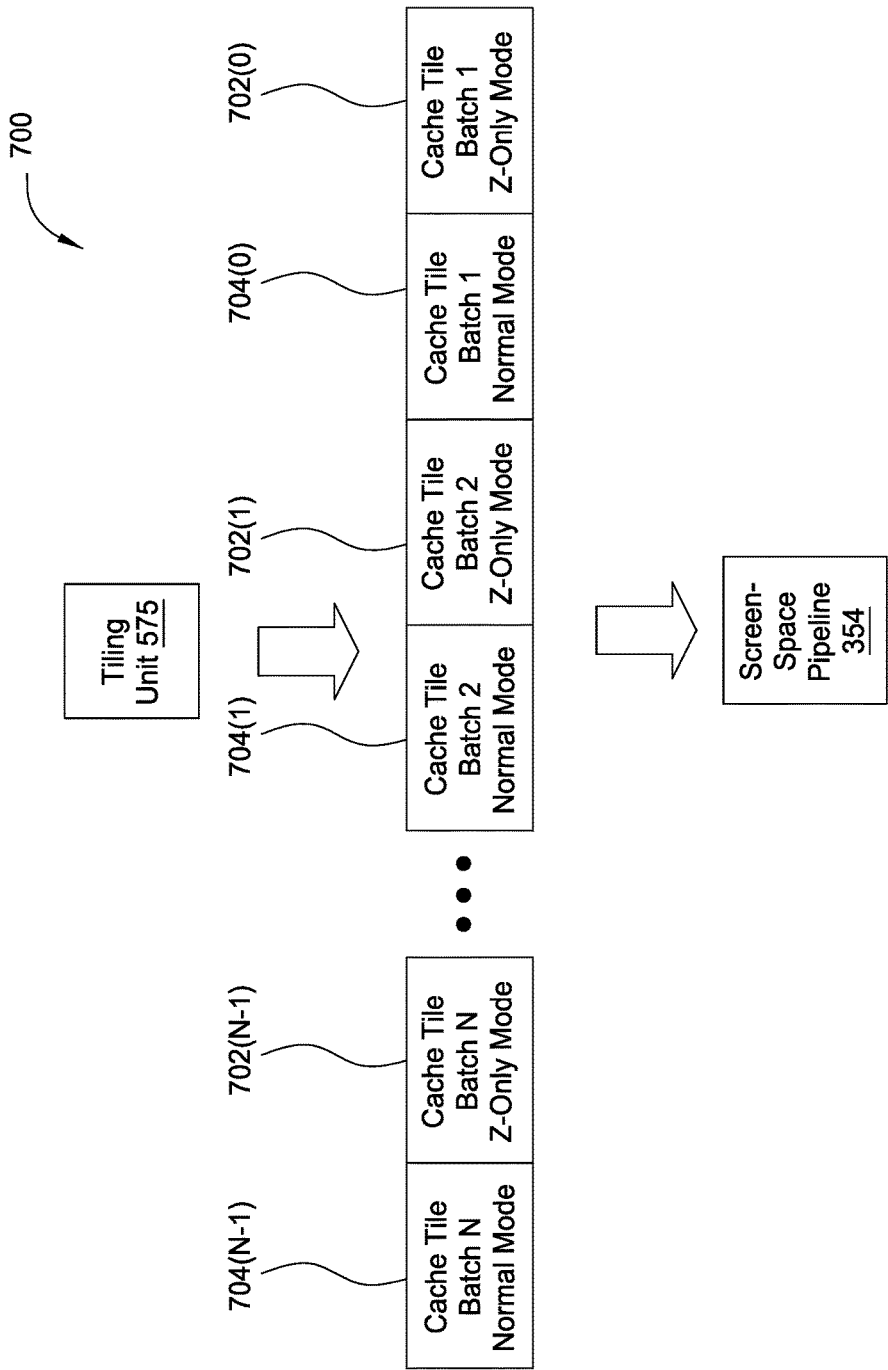 700
Tiling
Unit 575
704(N-1)
702(N-1)
704(1)
702(1)
704(0)
702(0)
Cache Tile
Batch N
Normal Mode
Cache Tile
Batch N
Z-Only Mode
Cache Tile
Batch 2
Normal Mode
Cache Tile
Batch 2
Z-Only Mode
Cache Tile
Batch 1
Normal Mode
Cache Tile
Batch 1
Z-Only Mode
Screen-
Space
Pipeline
354